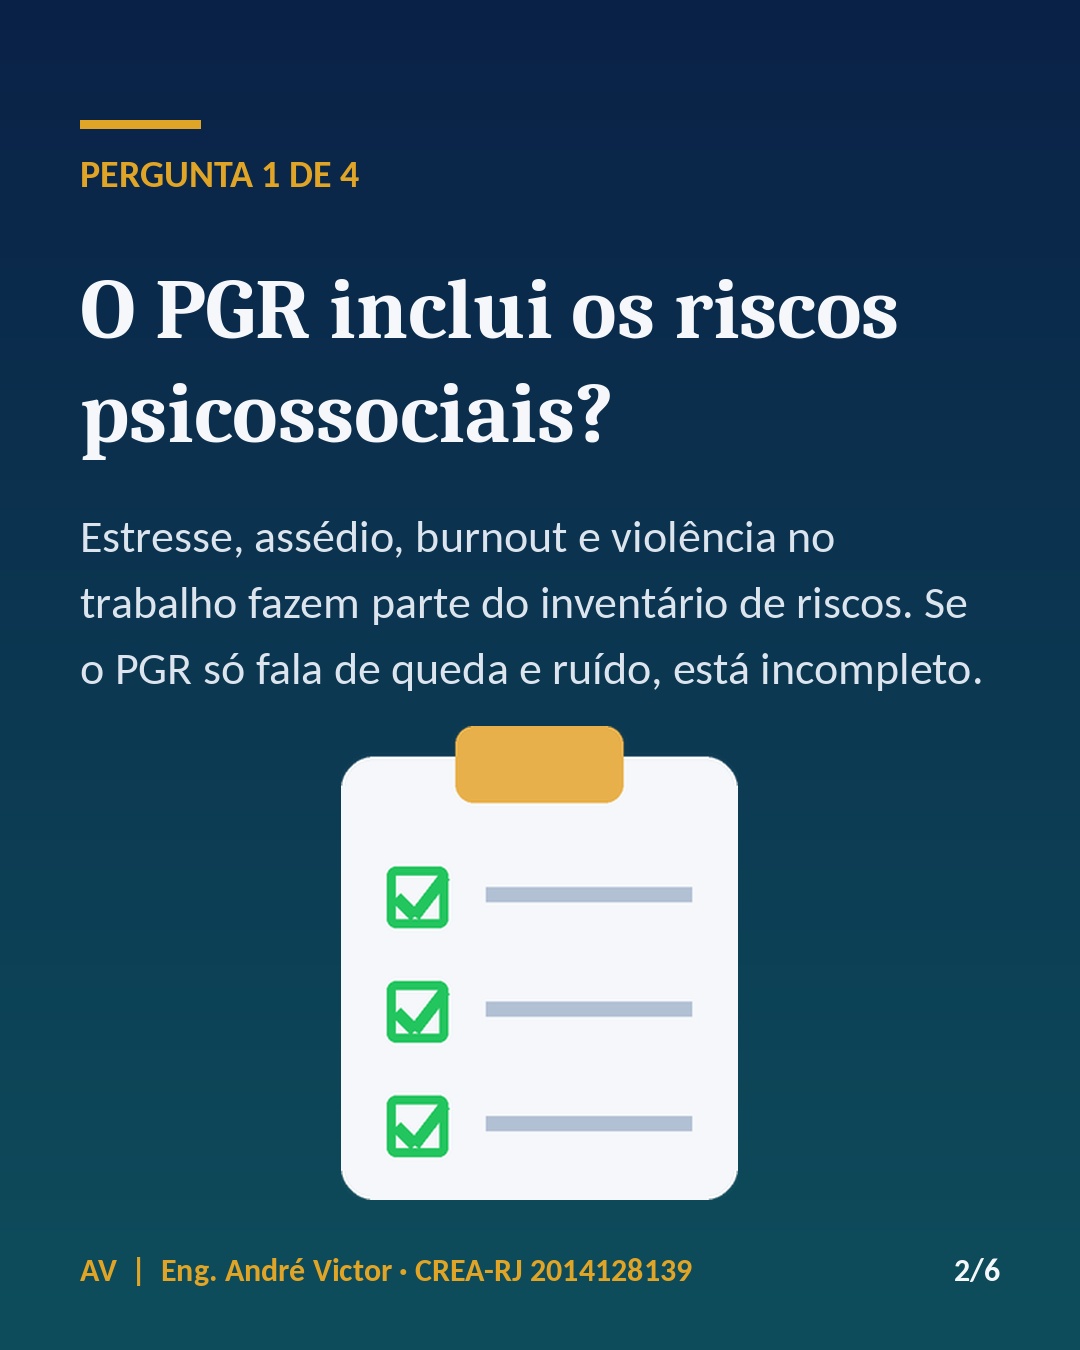 PERGUNTA 1 DE 4
O PGR inclui os riscos
psicossociais?
Estresse, assédio, burnout e violência no
trabalho fazem parte do inventário de riscos. Se
o PGR só fala de queda e ruído, está incompleto.
AV | Eng. André Victor · CREA-RJ 2014128139
2/6